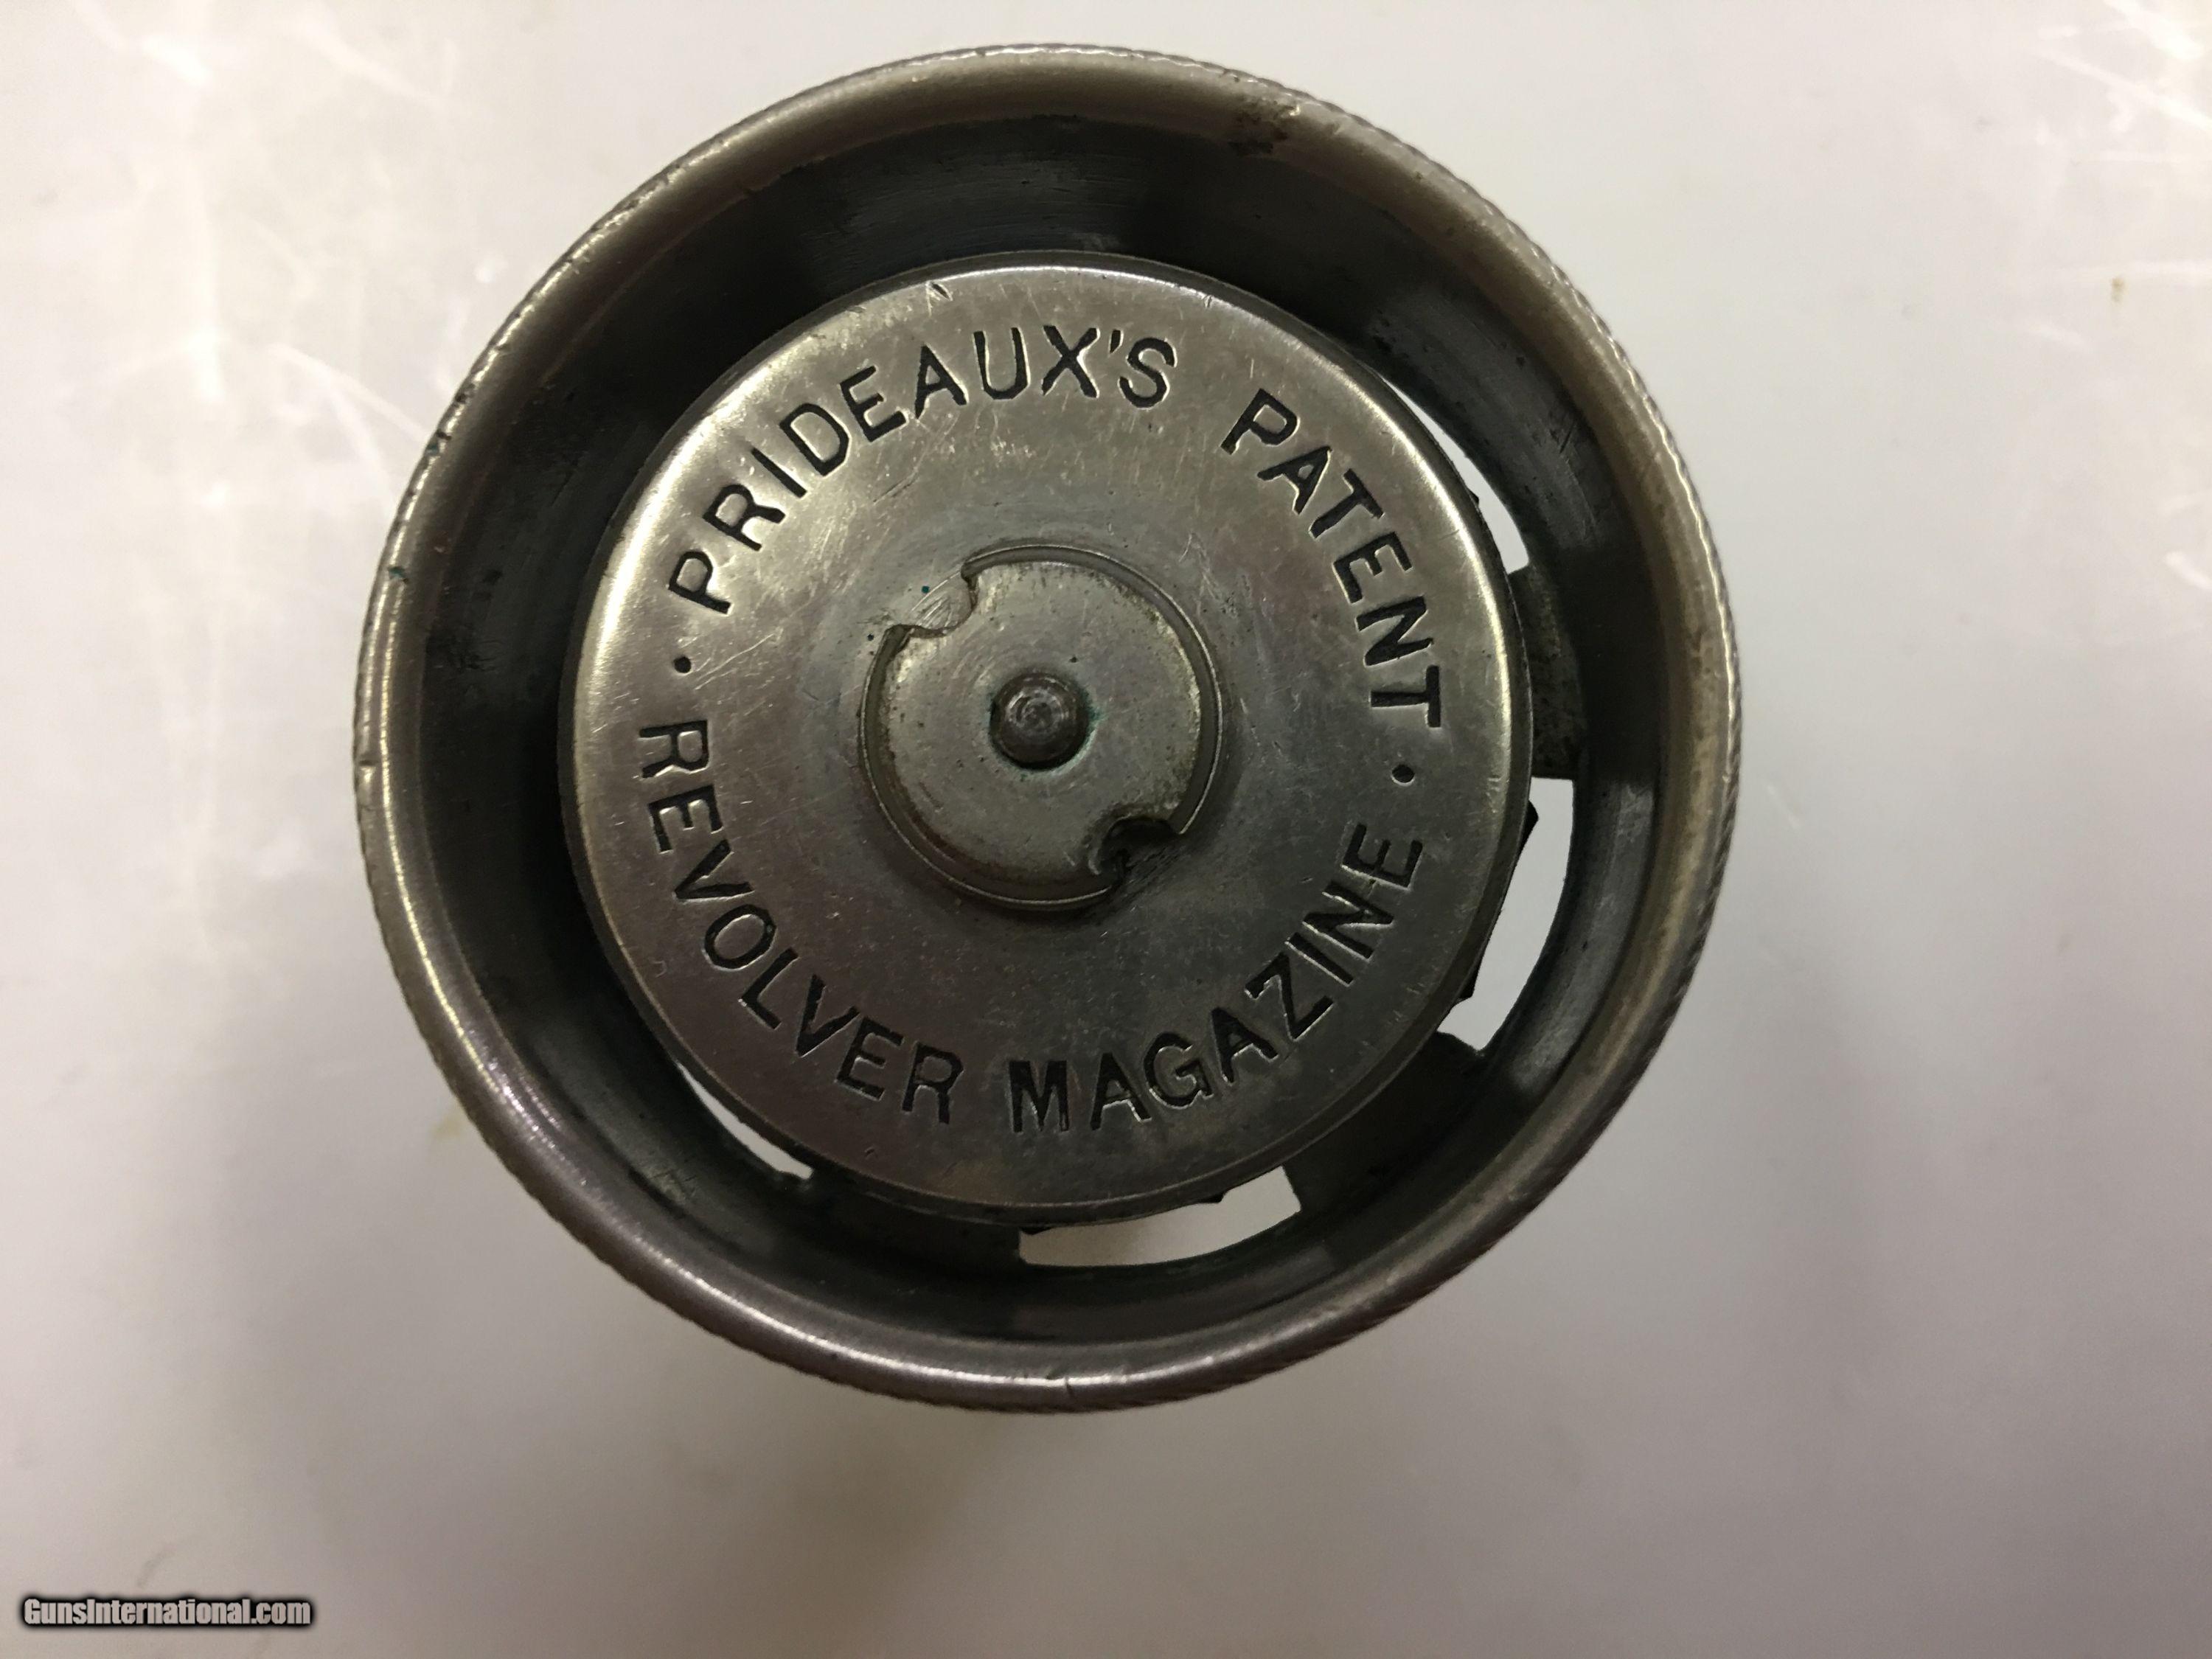 · PRIDEAUX'S PATENT ·
REVOLVER MAGAZINE
GunsInternational.com